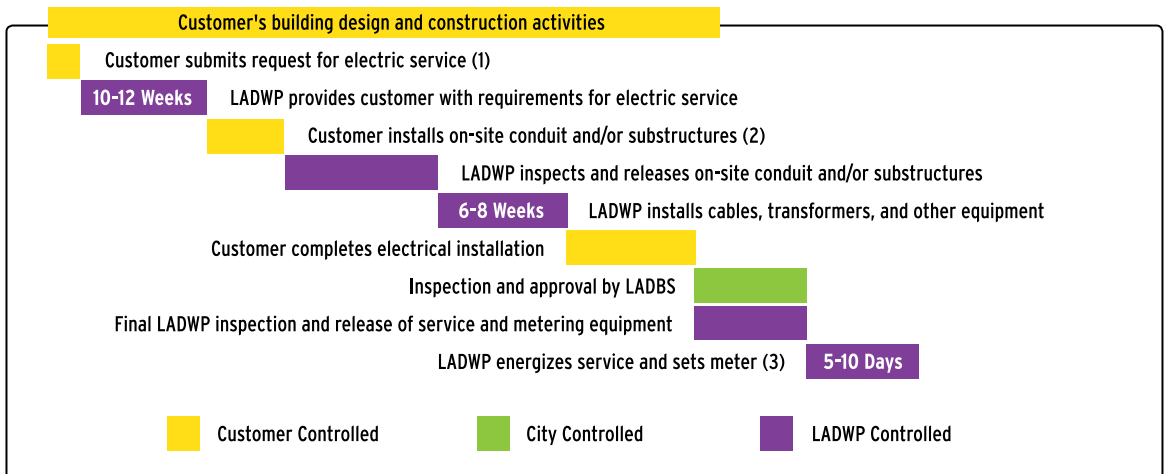 Customer's building design and construction activities
Customer submits request for electric service (1)
10-12 Weeks LADWP provides customer with requirements for electric service
Customer installs on-site conduit and/or substructures (2)
LADWP inspects and releases on-site conduit and/or substructures
6-8 Weeks LADWP installs cables, transformers, and other equipment
Customer completes electrical installation
Inspection and approval by LADBS
Final LADWP inspection and release of service and metering equipment
LADWP energizes service and sets meter (3) 5-10 Days
Customer Controlled City Controlled LADWP Controlled